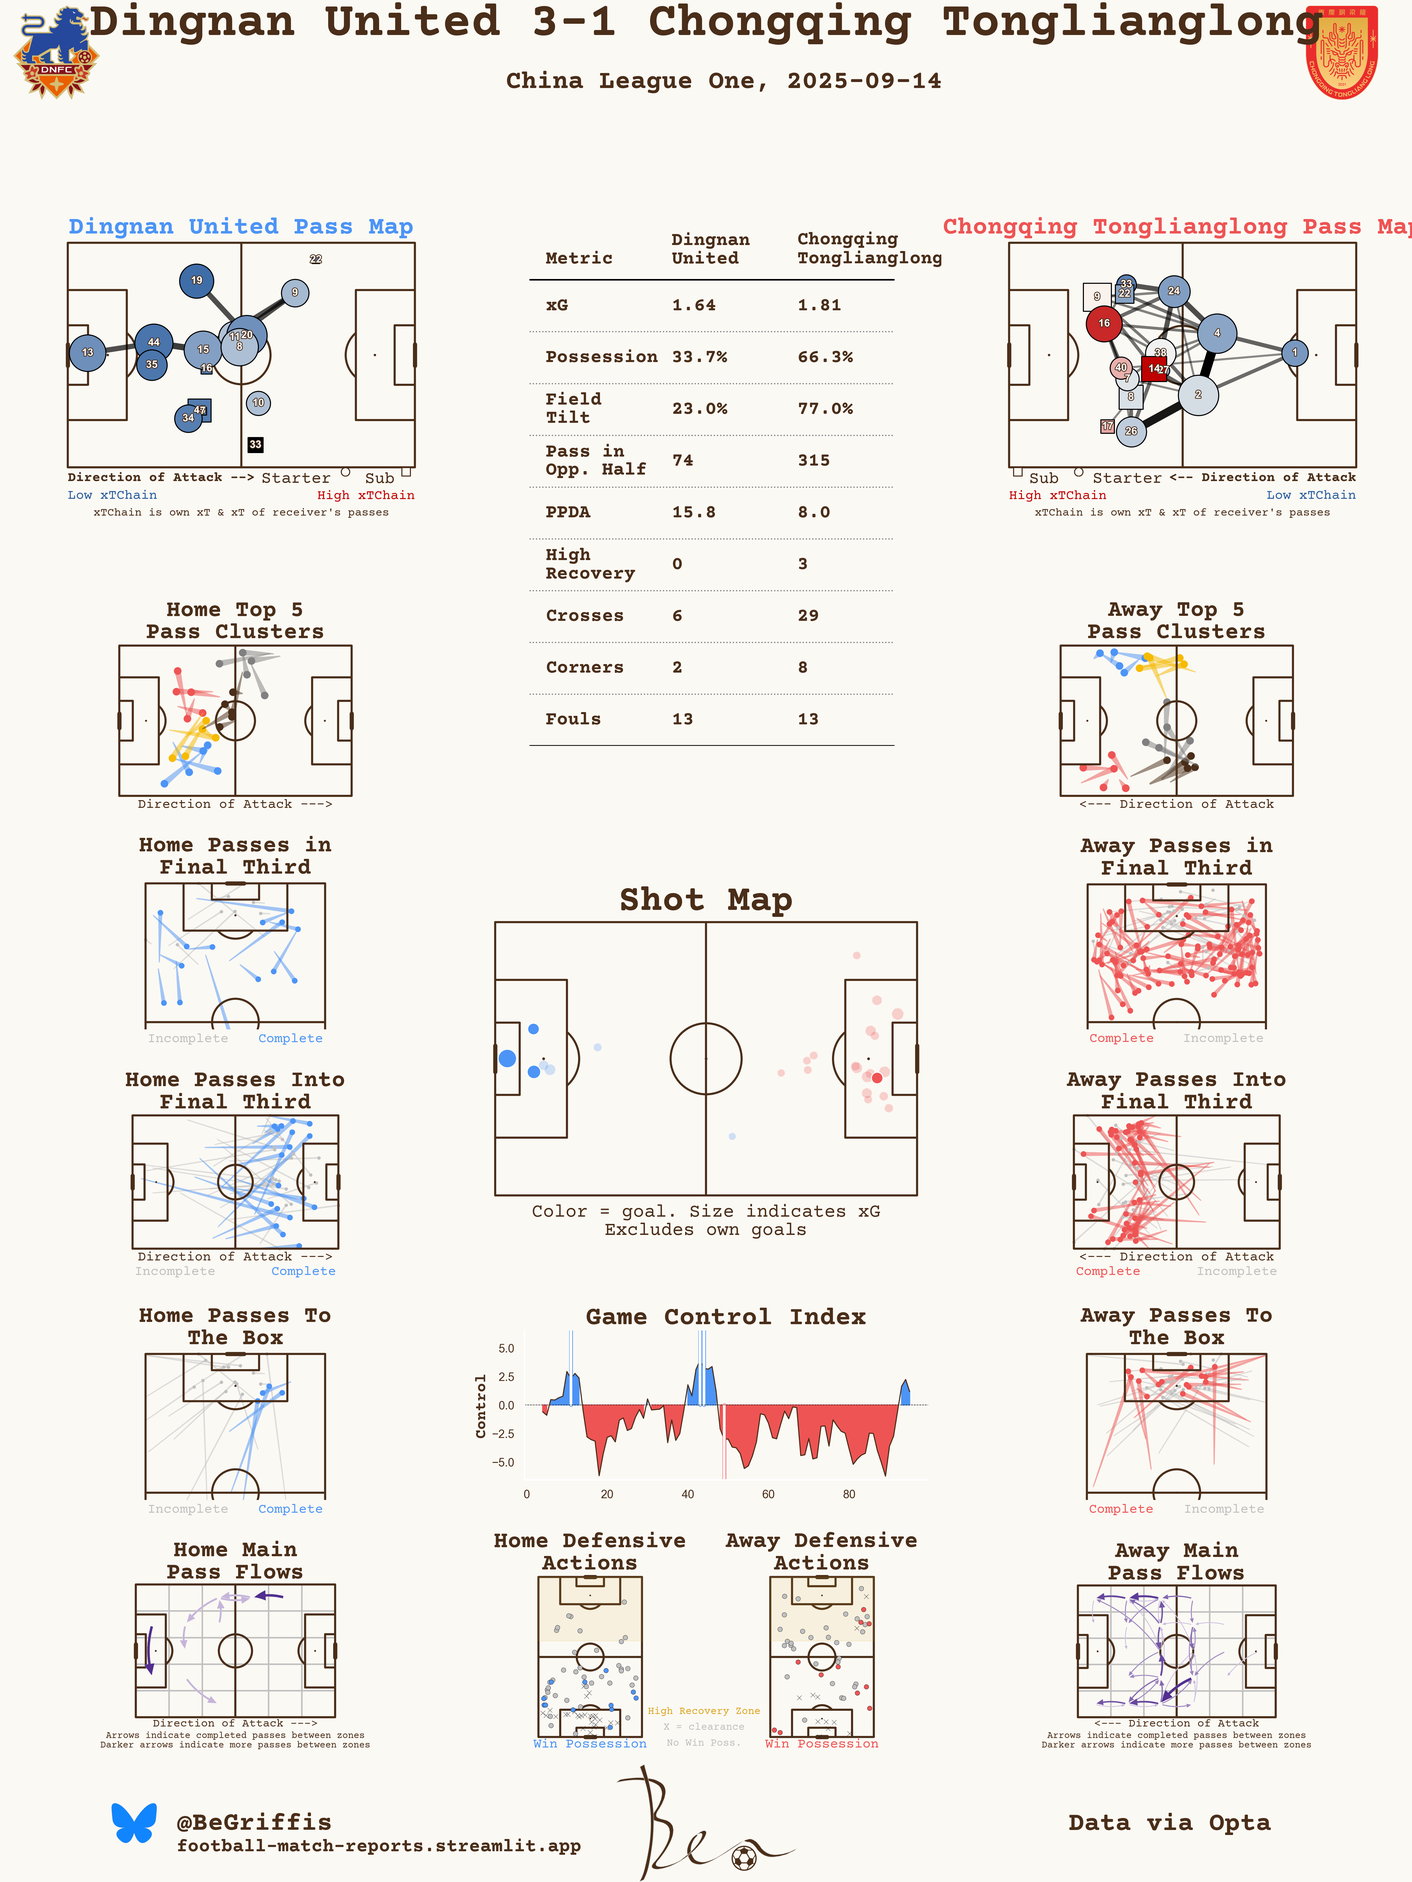 Dingnan United 3-1 Chongqing Tonglianglong
China League One, 2025-09-14
DNFC
CHONGQING TONGLIANGLONG
Dingnan United Pass Map
22
19
9
11
20
8
44
15
13
35
16
47
34
10
33
Direction of Attack --> Starter Sub
Low xTChain High xTChain
xTChain is own xT & xT of receiver's passes
Metric Dingnan United Chongqing Tonglianglong
xG 1.64 1.81
Possession 33.7% 66.3%
Field Tilt 23.0% 77.0%
Pass in Opp. Half 74 315
PPDA 15.8 8.0
High Recovery 0 3
Crosses 6 29
Corners 2 8
Fouls 13 13
Chongqing Tonglianglong Pass Map
33
9
22
24
16
4
38
1
40
14
27
7
8
2
17
26
Sub Starter <-- Direction of Attack
High xTChain Low xTChain
xTChain is own xT & xT of receiver's passes
Home Top 5
Pass Clusters
Direction of Attack --->
Away Top 5
Pass Clusters
<--- Direction of Attack
Home Passes in
Final Third
Incomplete Complete
Away Passes in
Final Third
Complete Incomplete
Shot Map
Color = goal. Size indicates xG
Excludes own goals
Home Passes Into
Final Third
Direction of Attack --->
Incomplete Complete
Away Passes Into
Final Third
<--- Direction of Attack
Complete Incomplete
Home Passes To
The Box
Incomplete Complete
Game Control Index
Control
5.0
2.5
0.0
−2.5
−5.0
0 20 40 60 80
Away Passes To
The Box
Complete Incomplete
Home Main
Pass Flows
Direction of Attack --->
Arrows indicate completed passes between zones
Darker arrows indicate more passes between zones
Home Defensive
Actions
Win Possession
High Recovery Zone
X = clearance
No Win Poss.
Away Defensive
Actions
Win Possession
Away Main
Pass Flows
<--- Direction of Attack
Arrows indicate completed passes between zones
Darker arrows indicate more passes between zones
@BeGriffis
football-match-reports.streamlit.app
Ben
Data via Opta